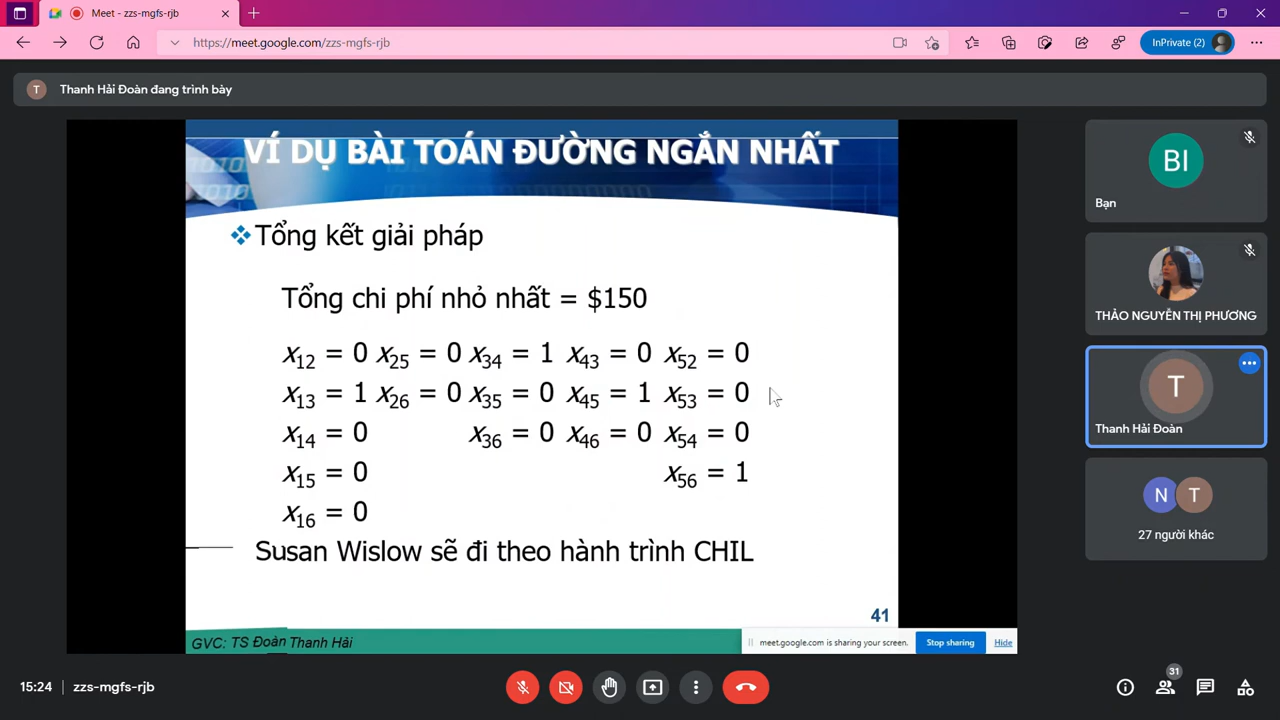 Meet - zzs-mgfs-rjb
https://meet.google.com/zzs-mgfs-rjb
InPrivate (2)
T Thanh Hải Đoàn đang trình bày
VÍ DỤ BÀI TOÁN ĐƯỜNG NGẮN NHẤT
Tổng kết giải pháp
Tổng chi phí nhỏ nhất = $150
x12 = 0 x25 = 0 x34 = 1 x43 = 0 x52 = 0
x13 = 1 x26 = 0 x35 = 0 x45 = 1 x53 = 0
x14 = 0 x36 = 0 x46 = 0 x54 = 0
x15 = 0 x56 = 1
x16 = 0
Susan Wislow sẽ đi theo hành trình CHIL
41
GVC: TS Đoàn Thanh Hải
meet.google.com is sharing your screen. Stop sharing Hide
BI
Bạn
THẢO NGUYỄN THỊ PHƯƠNG
T
Thanh Hải Đoàn
N T
27 người khác
15:24 zzs-mgfs-rjb
31